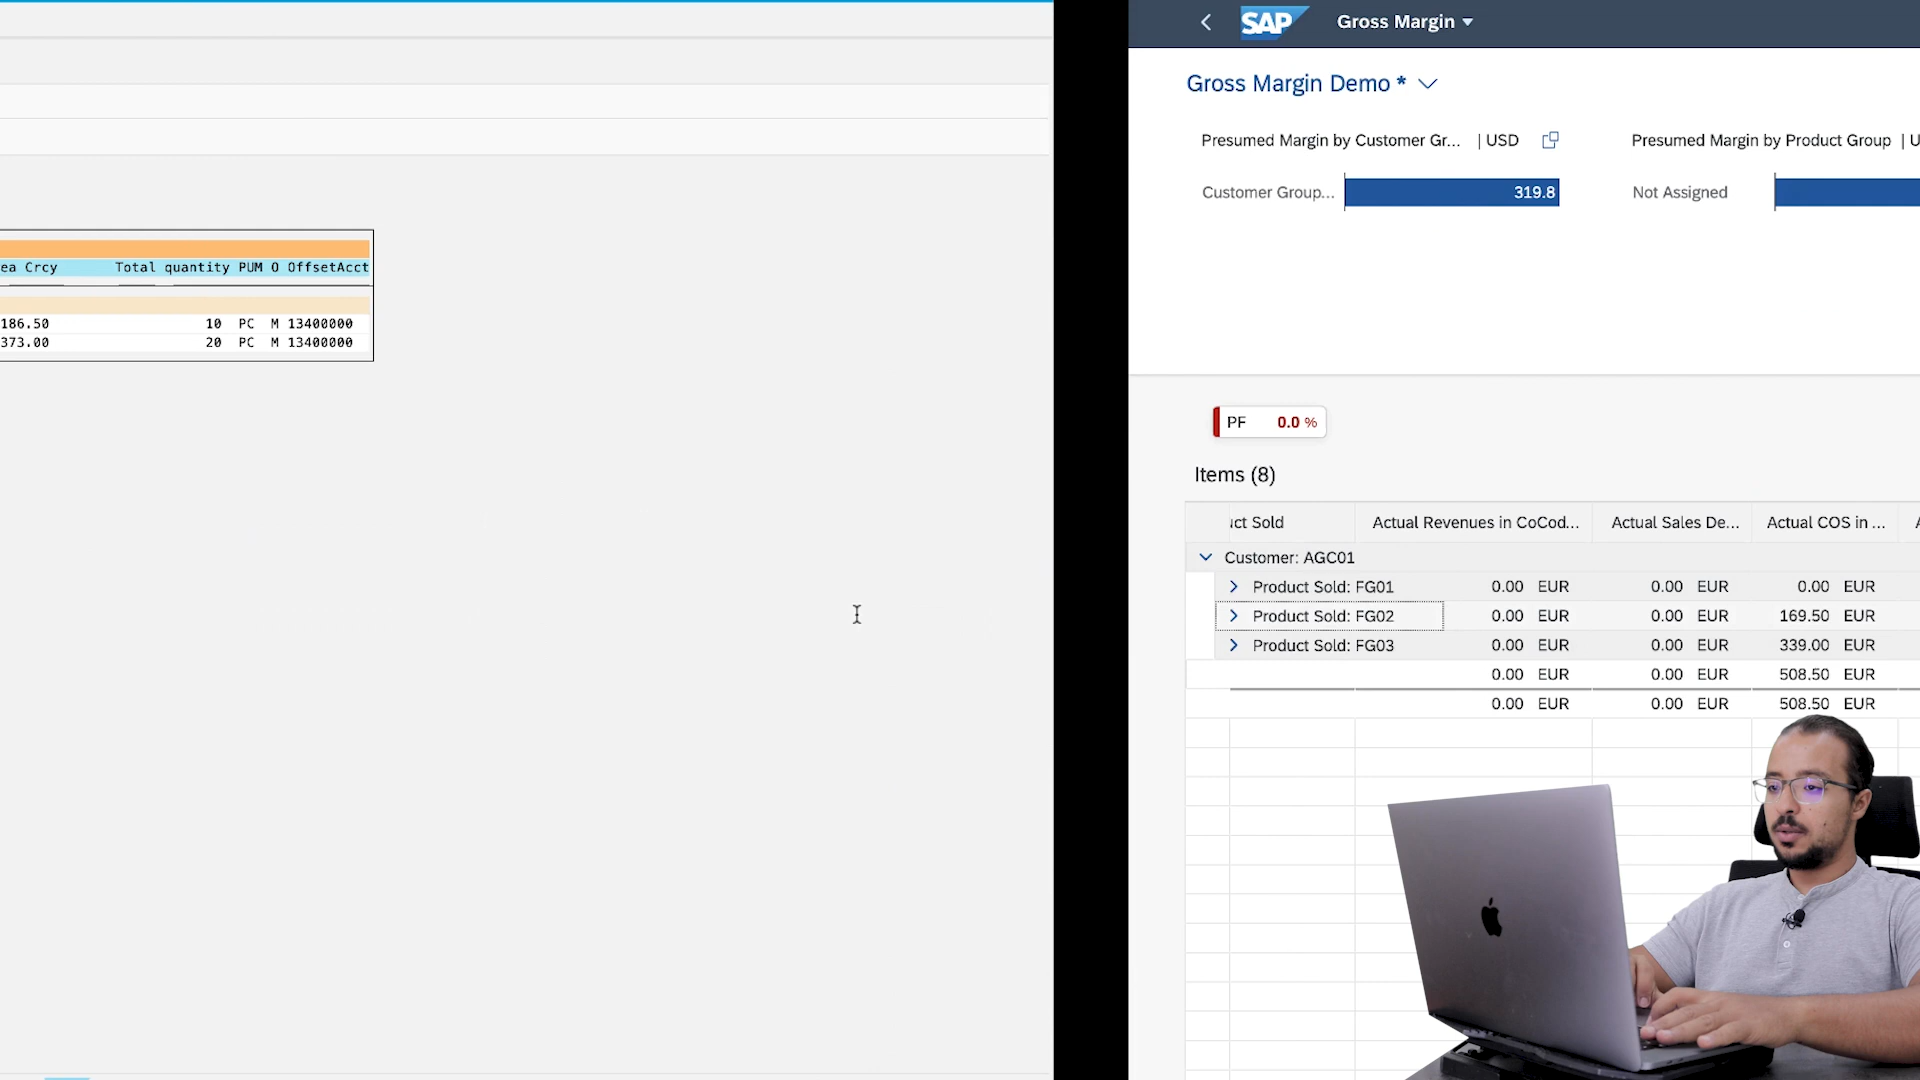 ea Crcy Total quantity PUM O OffsetAcct
186.50 10 PC M 13400000
373.00 20 PC M 13400000
SAP Gross Margin
Gross Margin Demo *
Presumed Margin by Customer Gr... | USD
Customer Group... 319.8
Presumed Margin by Product Group | U
Not Assigned
PF 0.0 %
Items (8)
uct Sold Actual Revenues in CoCod... Actual Sales De... Actual COS in ...
Customer: AGC01
Product Sold: FG01 0.00 EUR 0.00 EUR 0.00 EUR
Product Sold: FG02 0.00 EUR 0.00 EUR 169.50 EUR
Product Sold: FG03 0.00 EUR 0.00 EUR 339.00 EUR
0.00 EUR 0.00 EUR 508.50 EUR
0.00 EUR 0.00 EUR 508.50 EUR